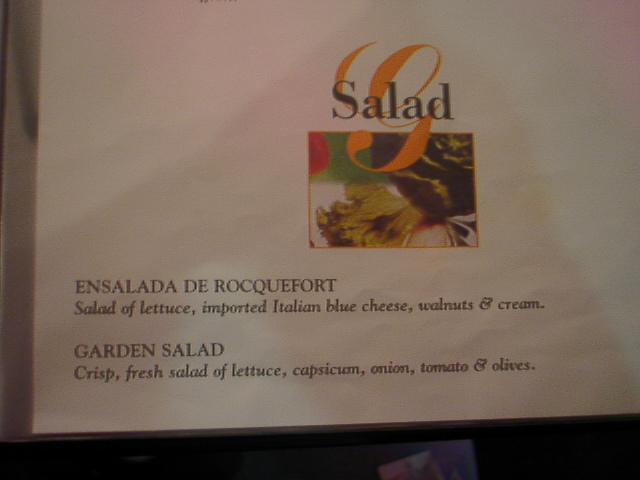 G
Salad
ENSALADA DE ROCQUEFORT
Salad of lettuce, imported Italian blue cheese, walnuts & cream.
GARDEN SALAD
Crisp, fresh salad of lettuce, capsicum, onion, tomato & olives.